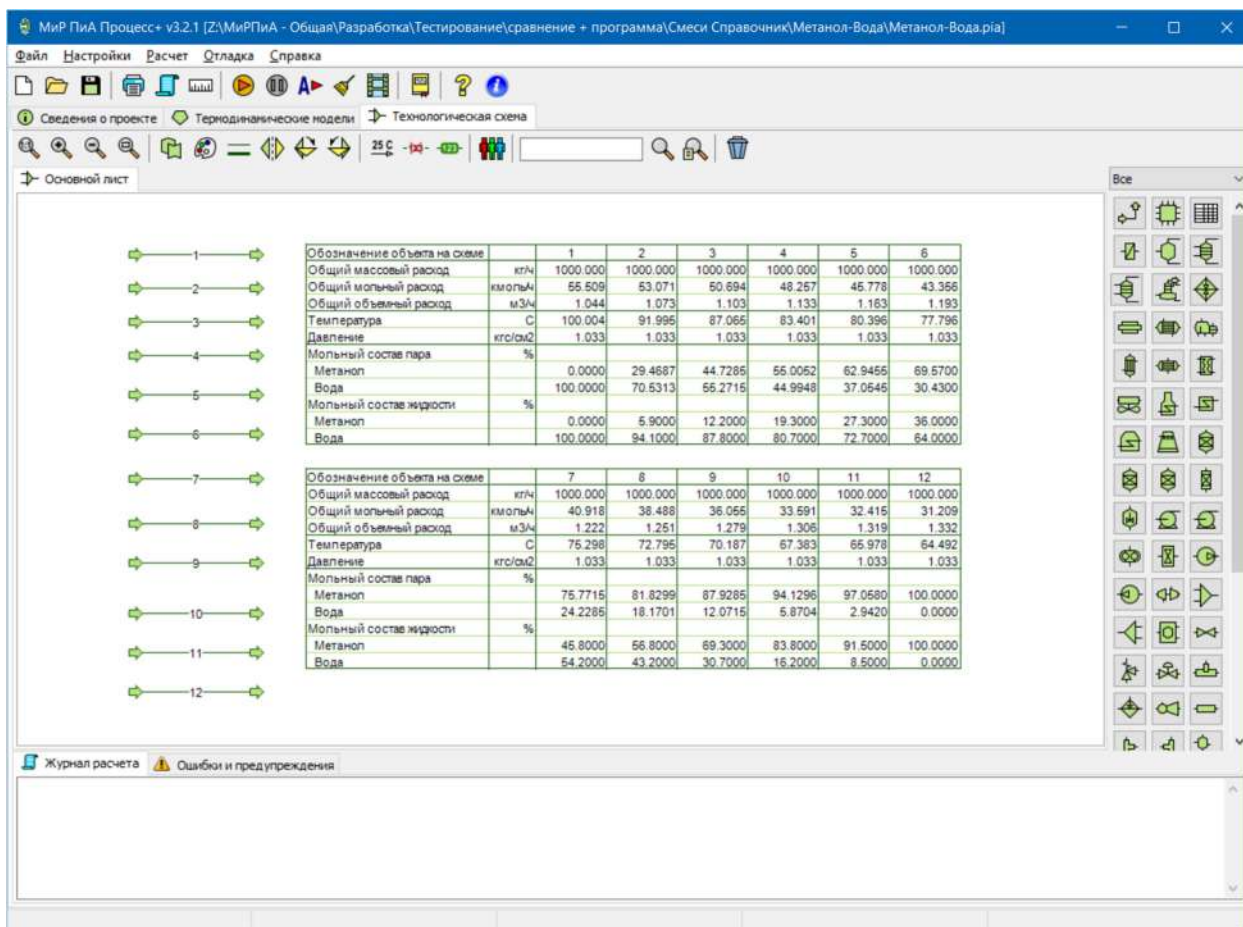 МиР ПиА Процесс+ v3.2.1 [Z:\МиРПиА - Общая\Разработка\Тестирование\сравнение + программа\Смеси Справочник\Метанол-Вода\Метанол-Вода.pia]
Файл Настройки Расчет Отладка Справка
Сведения о проекте Термодинамические модели Технологическая схема
25 C
Основной лист
Все
1
2
3
4
5
6
7
8
9
10
11
12
Обозначение объекта на схеме 1 2 3 4 5 6
Общий массовый расход кг/ч 1000.000 1000.000 1000.000 1000.000 1000.000 1000.000
Общий мольный расход кмоль/ч 55.509 53.071 50.694 48.257 45.778 43.356
Общий объемный расход м3/ч 1.044 1.073 1.103 1.133 1.163 1.193
Температура C 100.004 91.995 87.065 83.401 80.396 77.796
Давление кгс/см2 1.033 1.033 1.033 1.033 1.033 1.033
Мольный состав пара %
Метанол 0.0000 29.4687 44.7285 55.0052 62.9455 69.5700
Вода 100.0000 70.5313 55.2715 44.9948 37.0545 30.4300
Мольный состав жидкости %
Метанол 0.0000 5.9000 12.2000 19.3000 27.3000 36.0000
Вода 100.0000 94.1000 87.8000 80.7000 72.7000 64.0000
Обозначение объекта на схеме 7 8 9 10 11 12
Общий массовый расход кг/ч 1000.000 1000.000 1000.000 1000.000 1000.000 1000.000
Общий мольный расход кмоль/ч 40.918 38.488 36.055 33.591 32.415 31.209
Общий объемный расход м3/ч 1.222 1.251 1.279 1.306 1.319 1.332
Температура C 75.298 72.795 70.187 67.383 65.978 64.492
Давление кгс/см2 1.033 1.033 1.033 1.033 1.033 1.033
Мольный состав пара %
Метанол 75.7715 81.8299 87.9285 94.1296 97.0580 100.0000
Вода 24.2285 18.1701 12.0715 5.8704 2.9420 0.0000
Мольный состав жидкости %
Метанол 45.8000 56.8000 69.3000 83.8000 91.5000 100.0000
Вода 54.2000 43.2000 30.7000 16.2000 8.5000 0.0000
Журнал расчета Ошибки и предупреждения